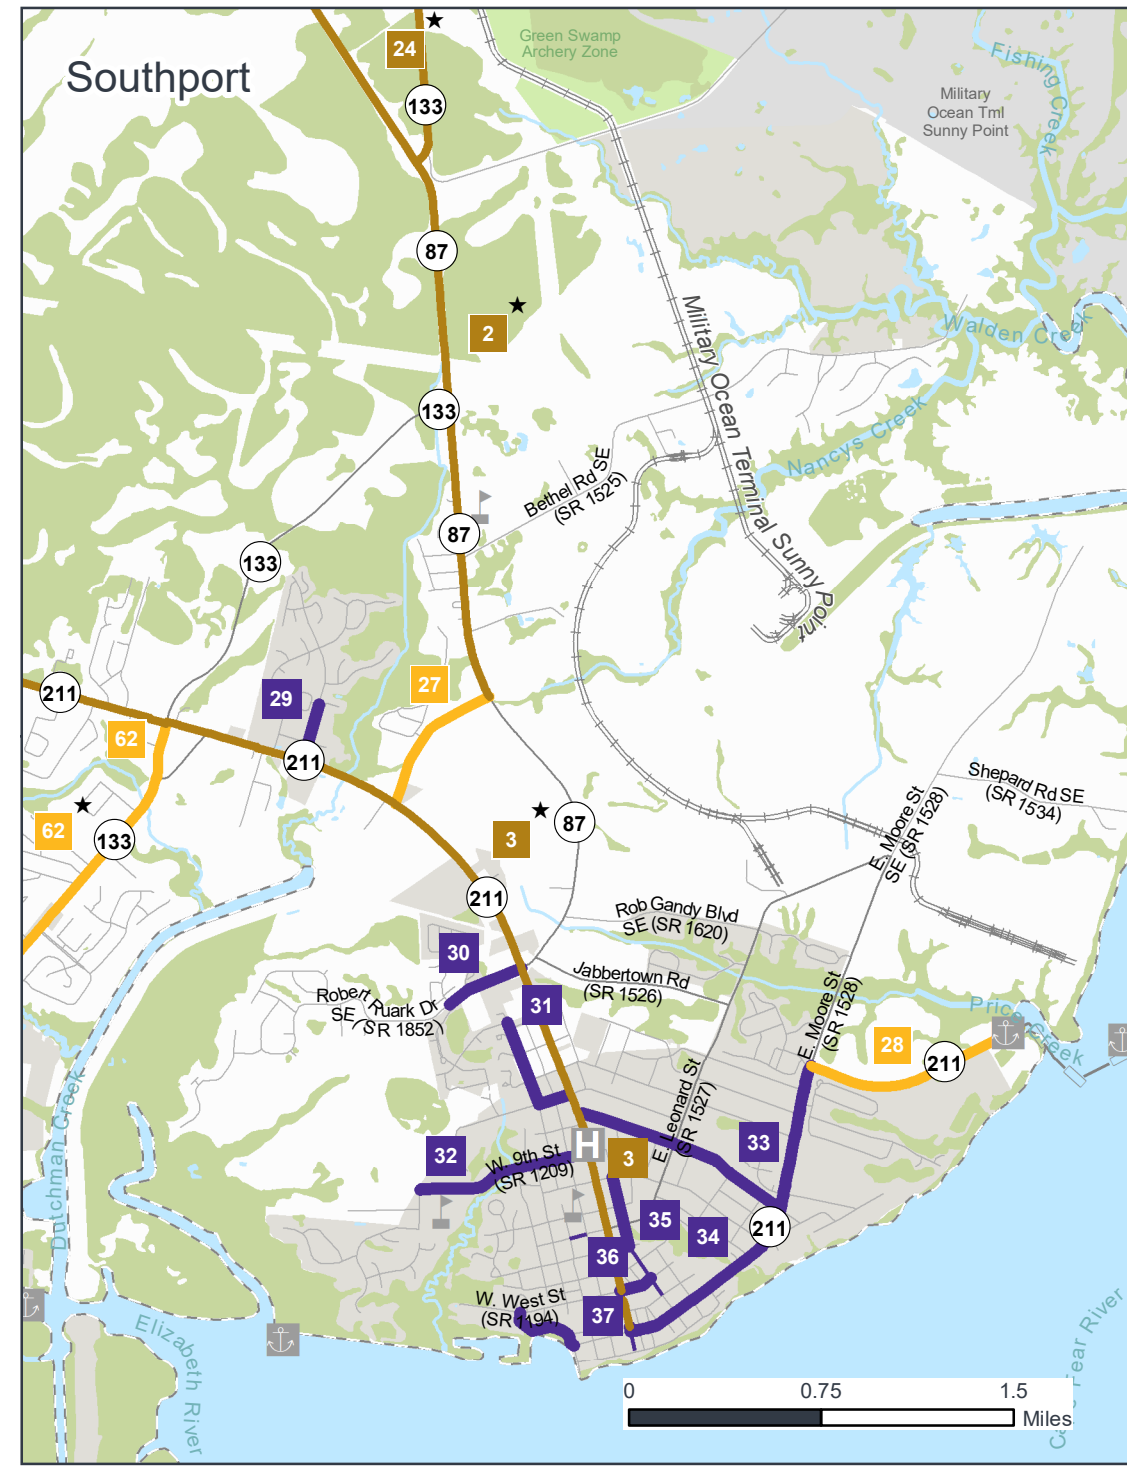 Green Swamp
Archery Zone
24
Southport
Fishing Creek
Military
Ocean Tml
Sunny Point
133
87
2
Walden Creek
Military Ocean Terminal Sunny Point
133
Nancys Creek
Bethel Rd SE
(SR 1525)
87
133
27
211
29
62
211
Shepard Rd SE
(SR 1534)
E. Moore St
SE (SR 1528)
62
133
3
87
211
Rob Gandy Blvd
SE (SR 1620)
30
Jabbertown Rd
(SR 1526)
Robert Ruark Dr
SE (SR 1852)
31
E. Moore St
(SR 1528)
Price Creek
28
211
E. Leonard St
(SR 1527)
Dutchman Creek
H
33
32
W. 9th St
(SR 1209)
3
35
34
211
36
W. West St
(SR 1194)
37
Elizabeth River
Fear River
0 0.75 1.5
Miles